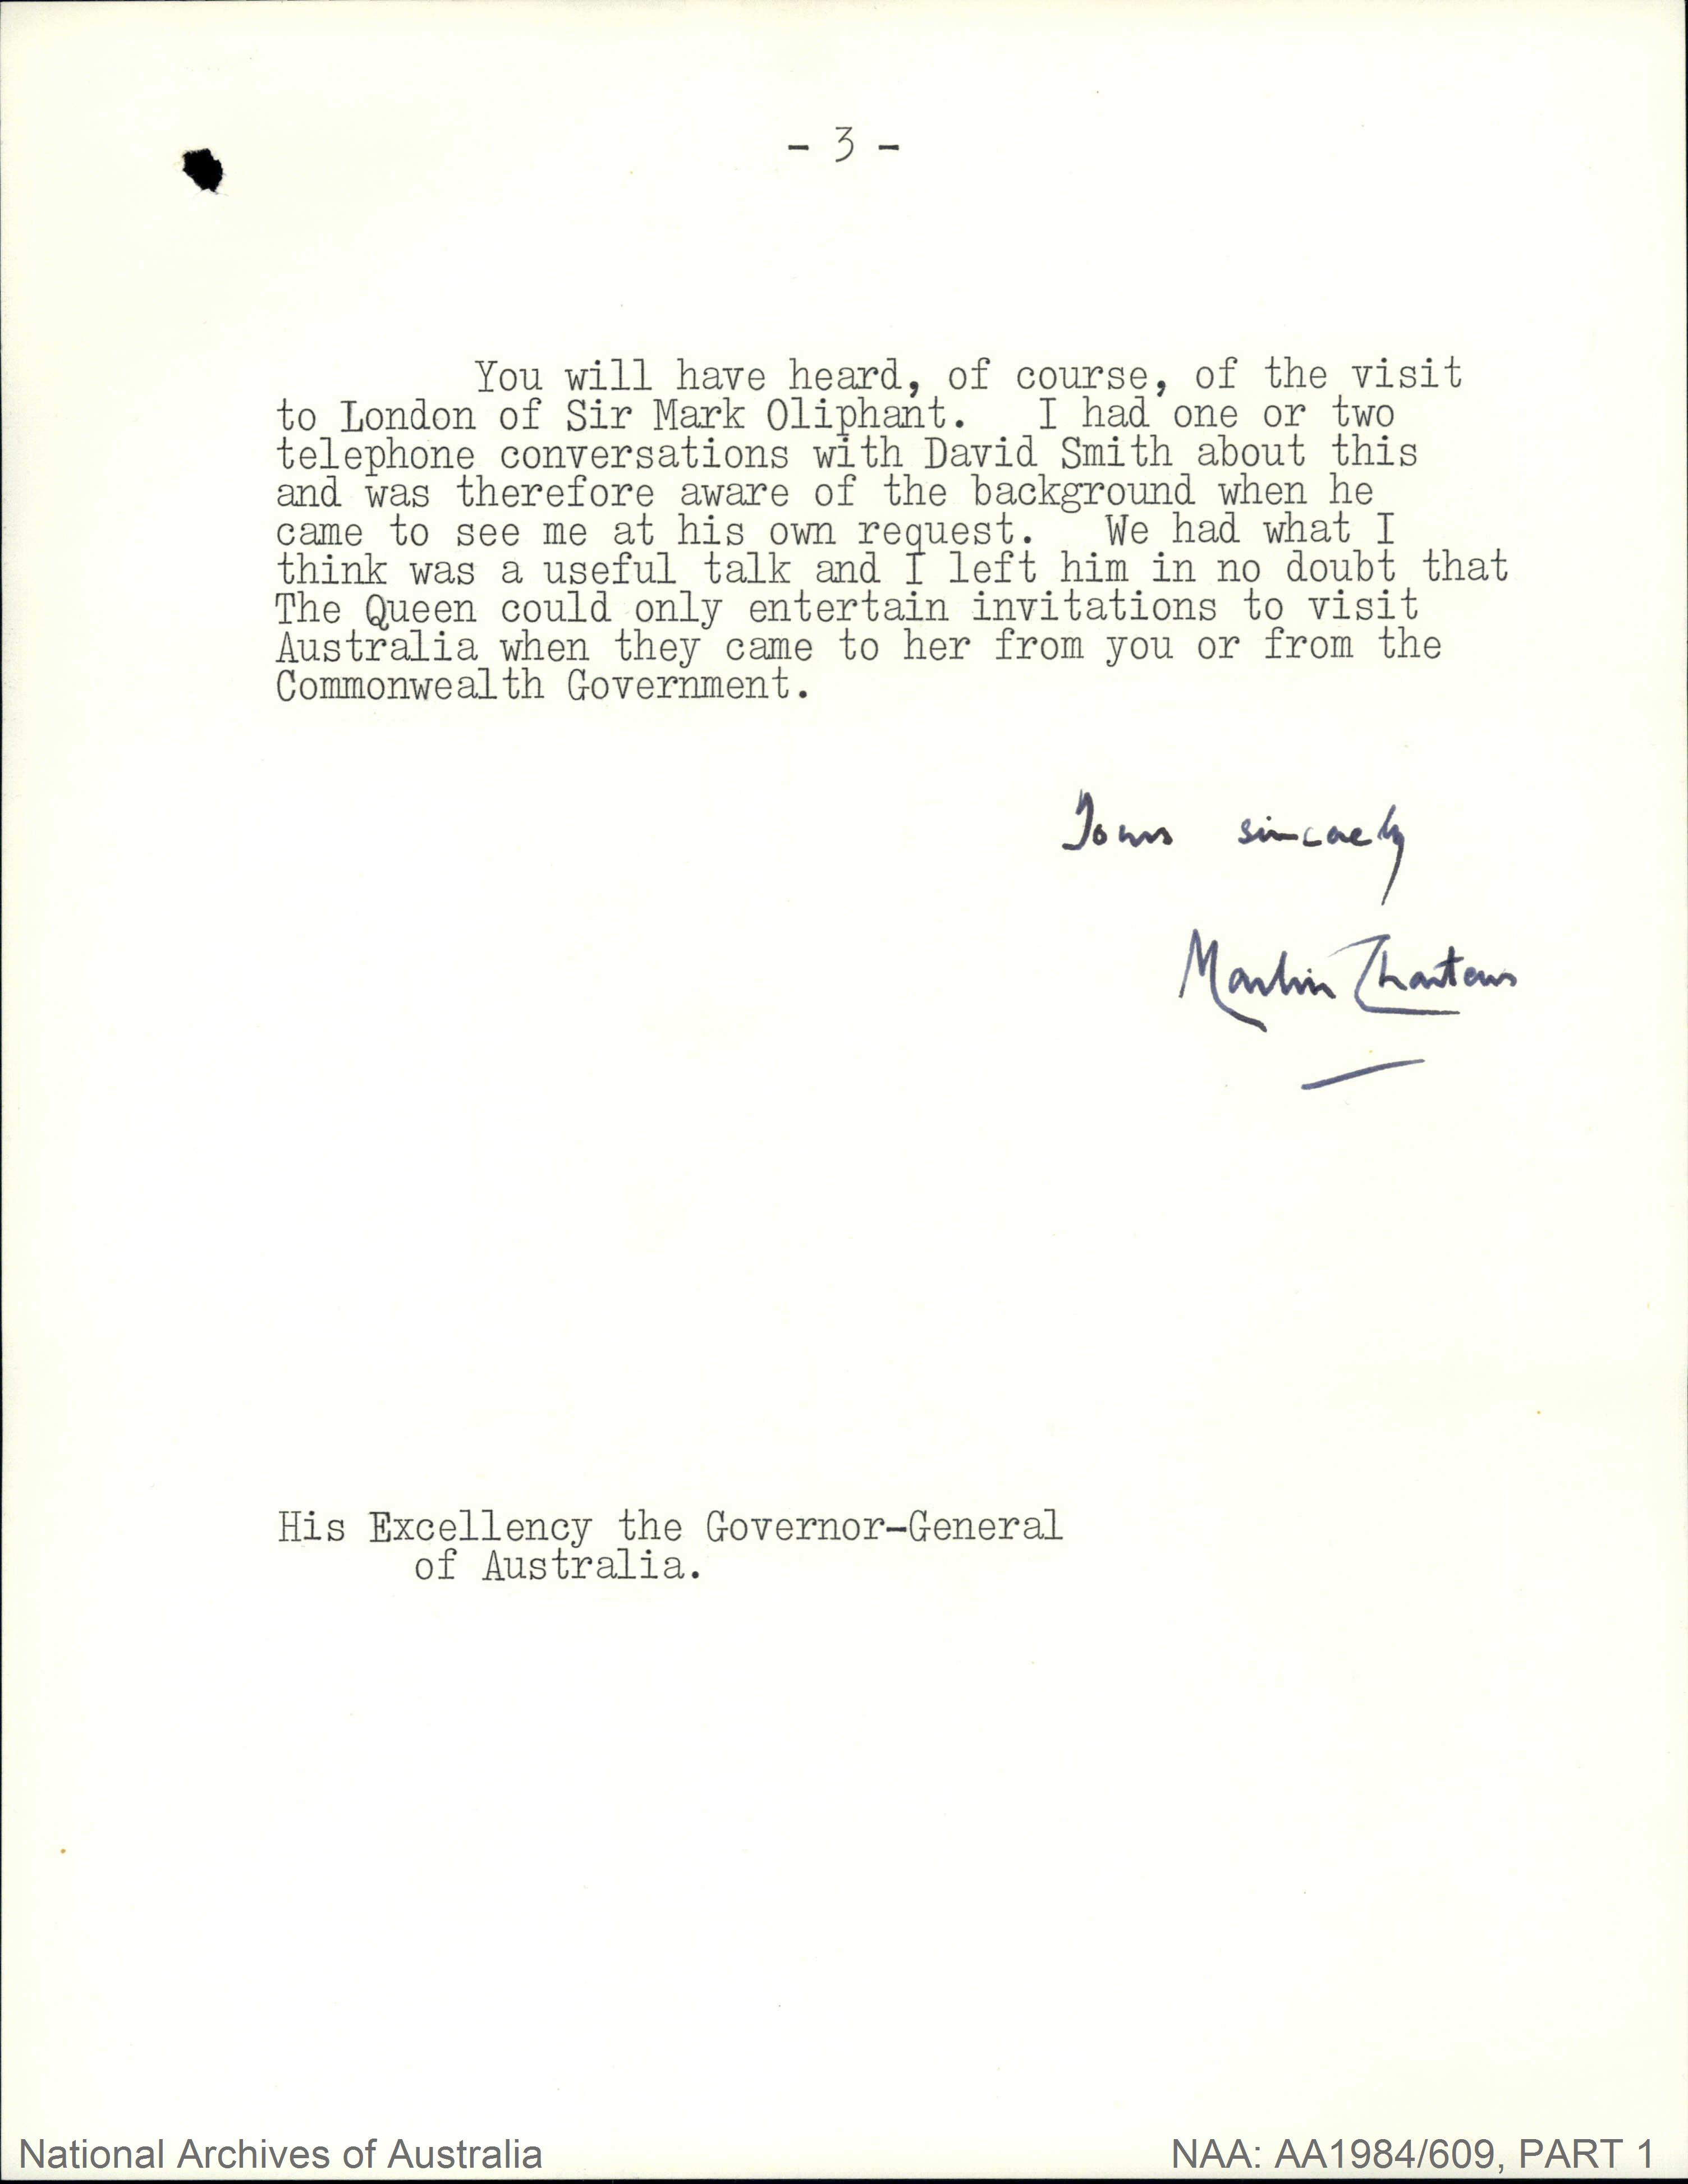 - 3 -
You will have heard, of course, of the visit
to London of Sir Mark Oliphant. I had one or two
telephone conversations with David Smith about this
and was therefore aware of the background when he
came to see me at his own request. We had what I
think was a useful talk and I left him in no doubt that
The Queen could only entertain invitations to visit
Australia when they came to her from you or from the
Commonwealth Government.
Yours sincerely
Martin Charteris
His Excellency the Governor-General
of Australia.
National Archives of Australia
NAA: AA1984/609, PART 1